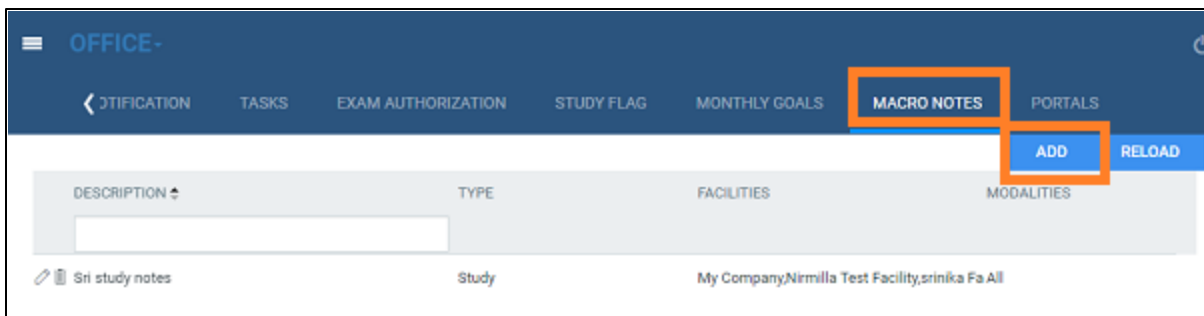 OFFICE
OTIFICATION TASKS EXAM AUTHORIZATION STUDY FLAG MONTHLY GOALS MACRO NOTES PORTALS
ADD RELOAD
DESCRIPTION TYPE FACILITIES MODALITIES
Sri study notes Study My Company,Nirmilla Test Facility,srinika Fa All